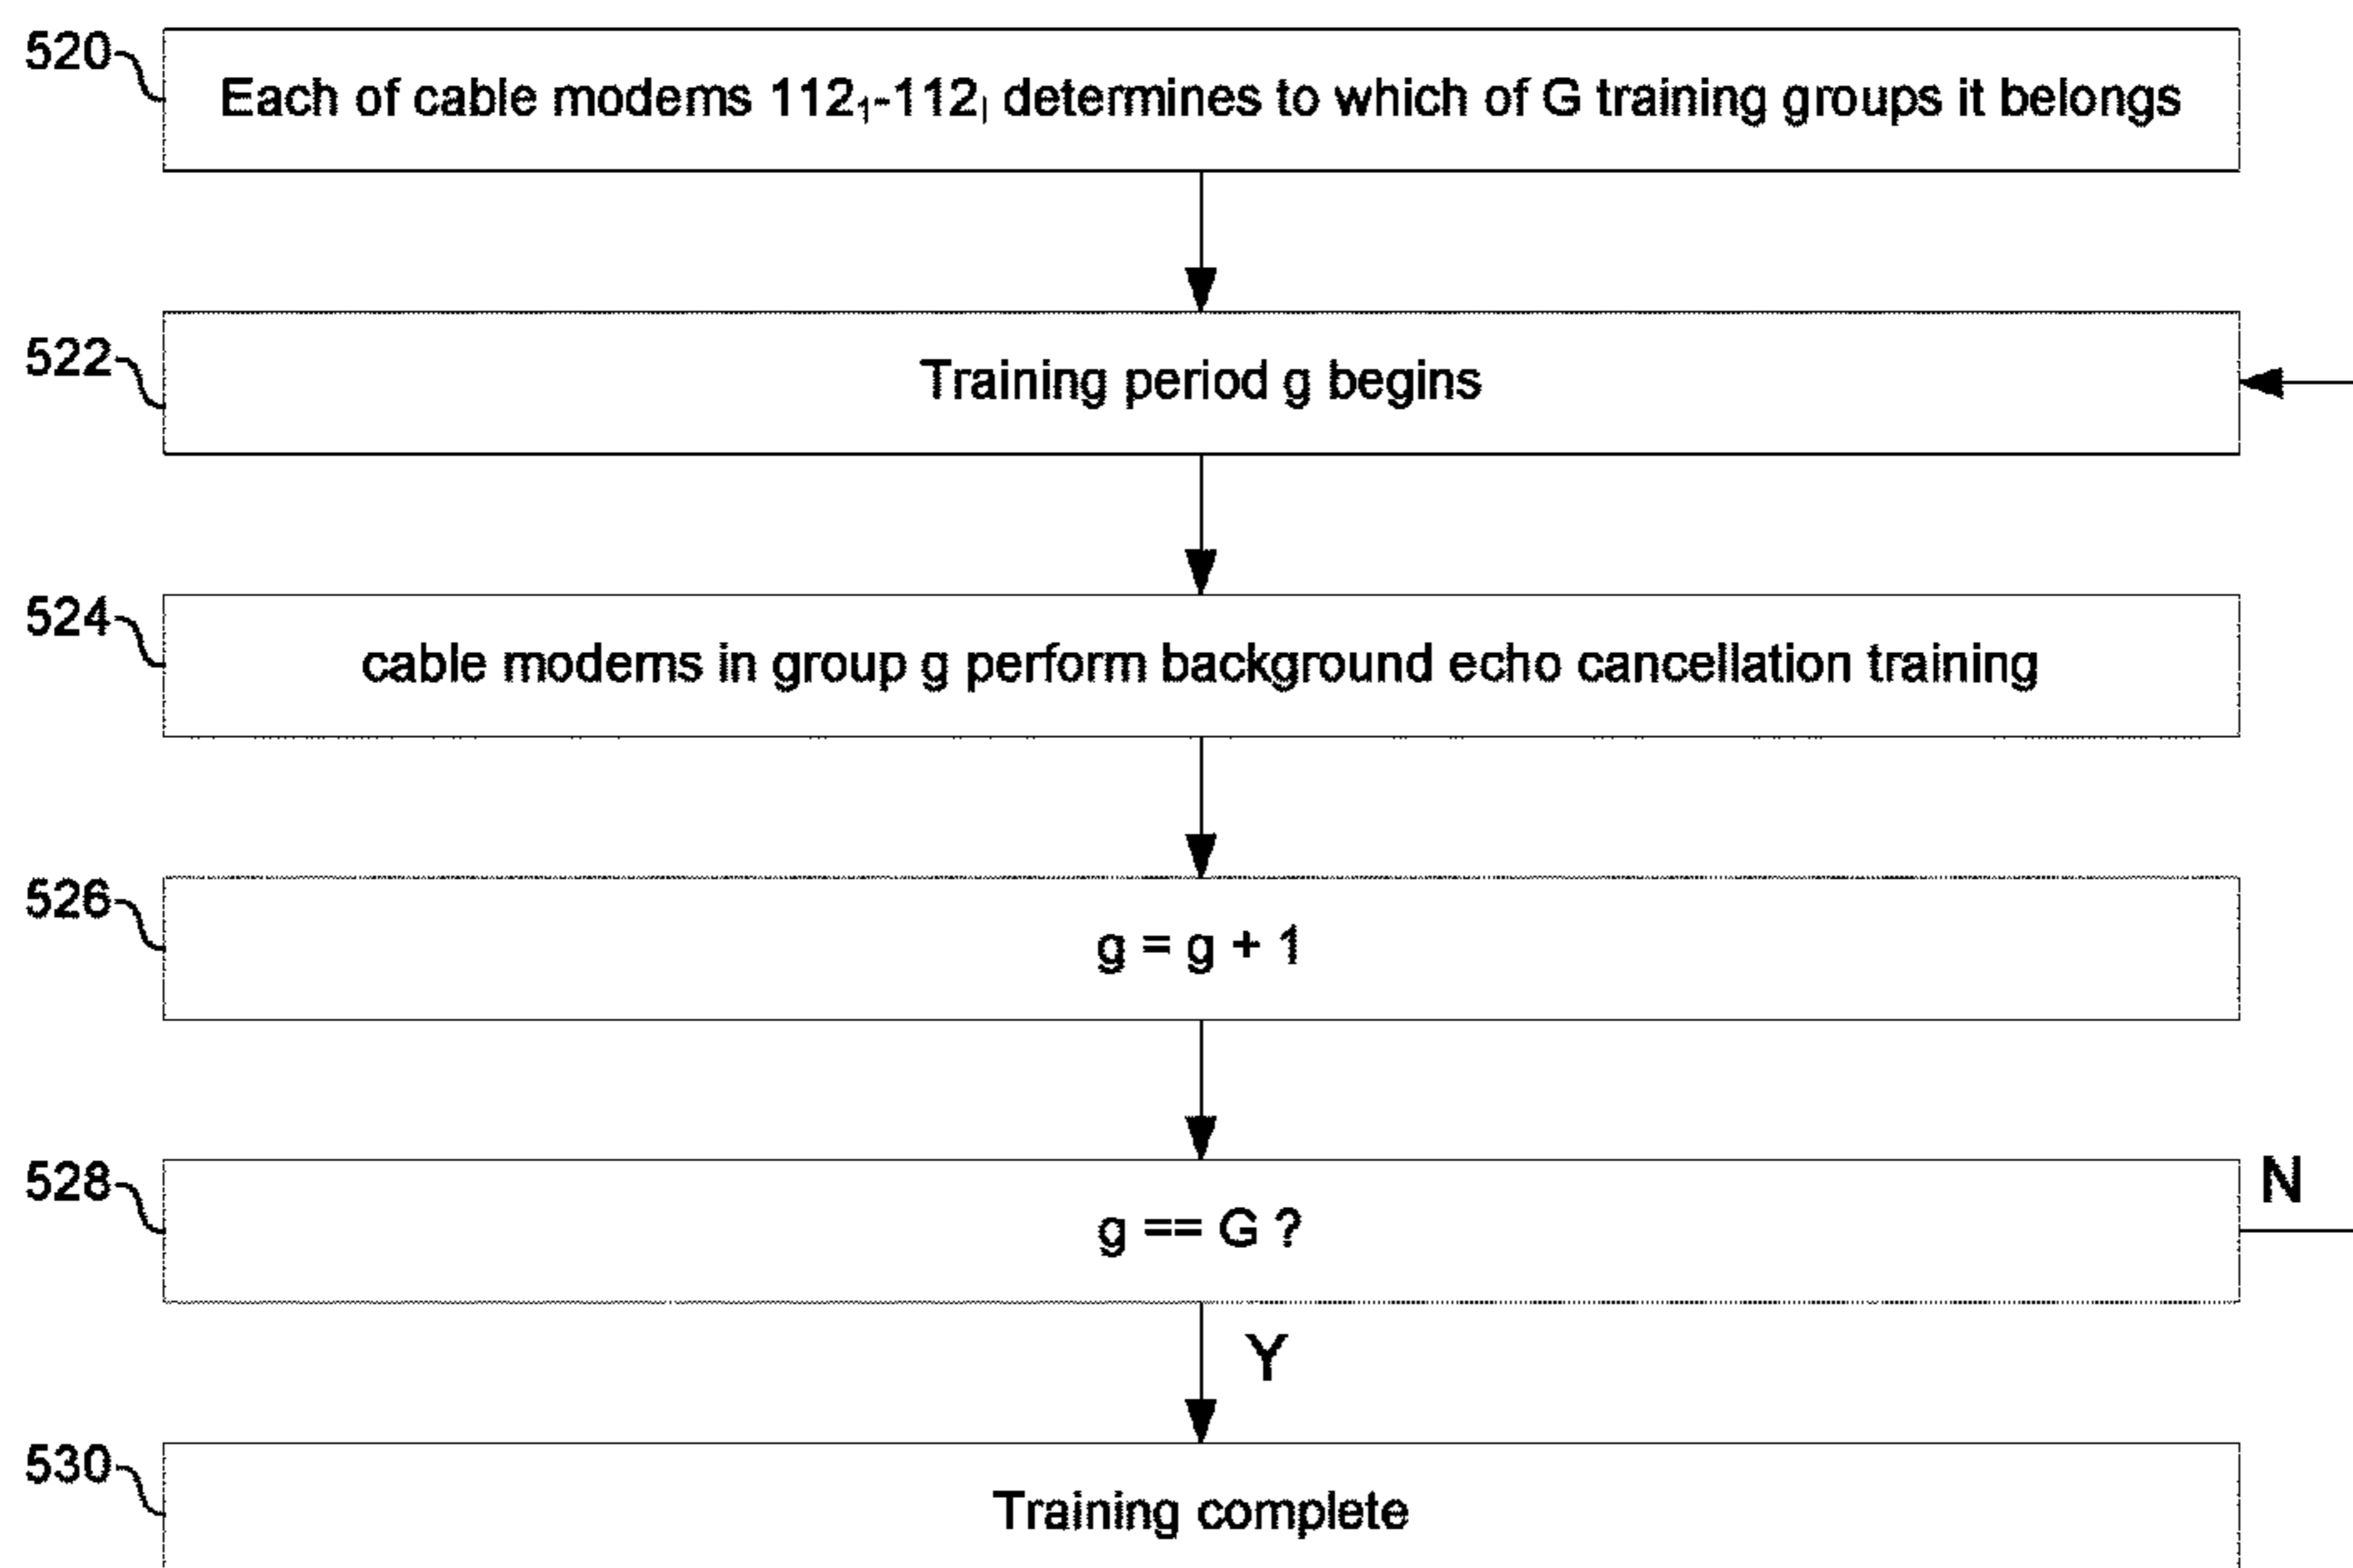 520
Each of cable modems 112₁-112ₗ determines to which of G training groups it belongs
522
Training period g begins
524
cable modems in group g perform background echo cancellation training
526
g = g + 1
528
g == G ?
N
Y
530
Training complete